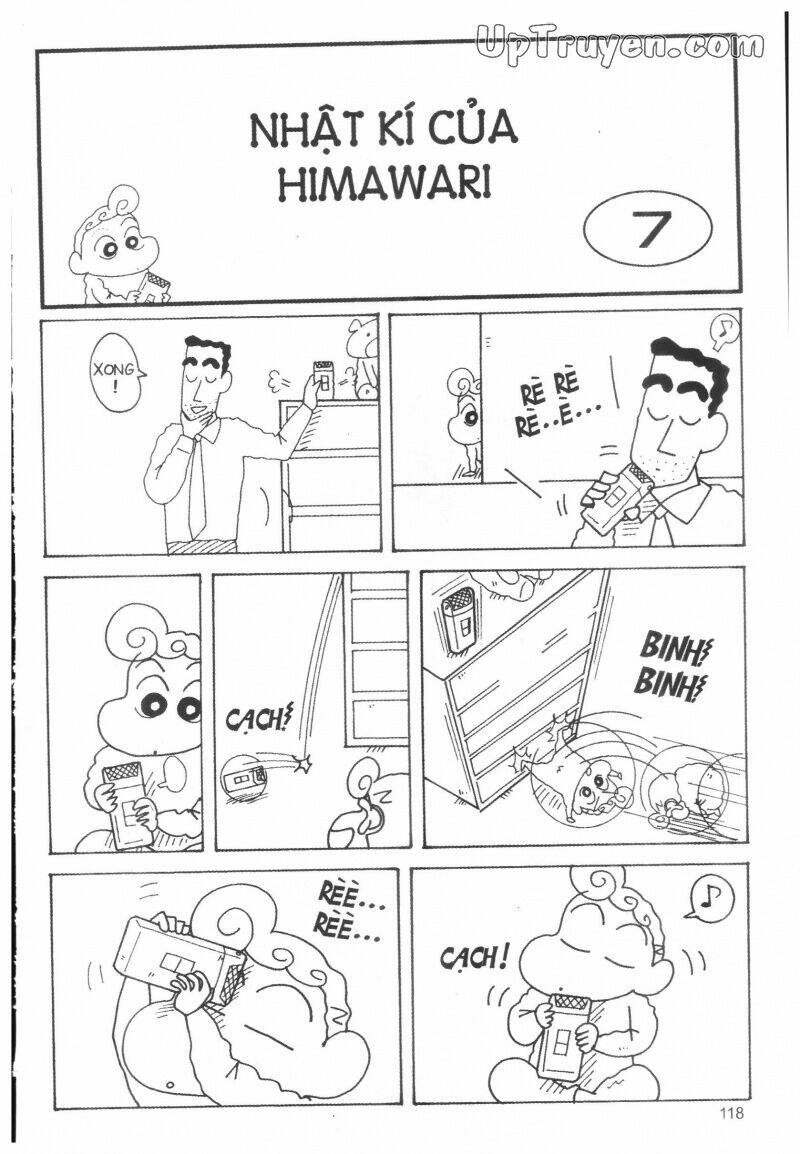 UpTruyen.com
NHẬT KÍ CỦA
HIMAWARI
7
XONG
!
RÈ RÈ
RÈ..È...
CẠCH!
BINH!
BINH!
RÈÈ...
RÈÈ...
CẠCH!
118